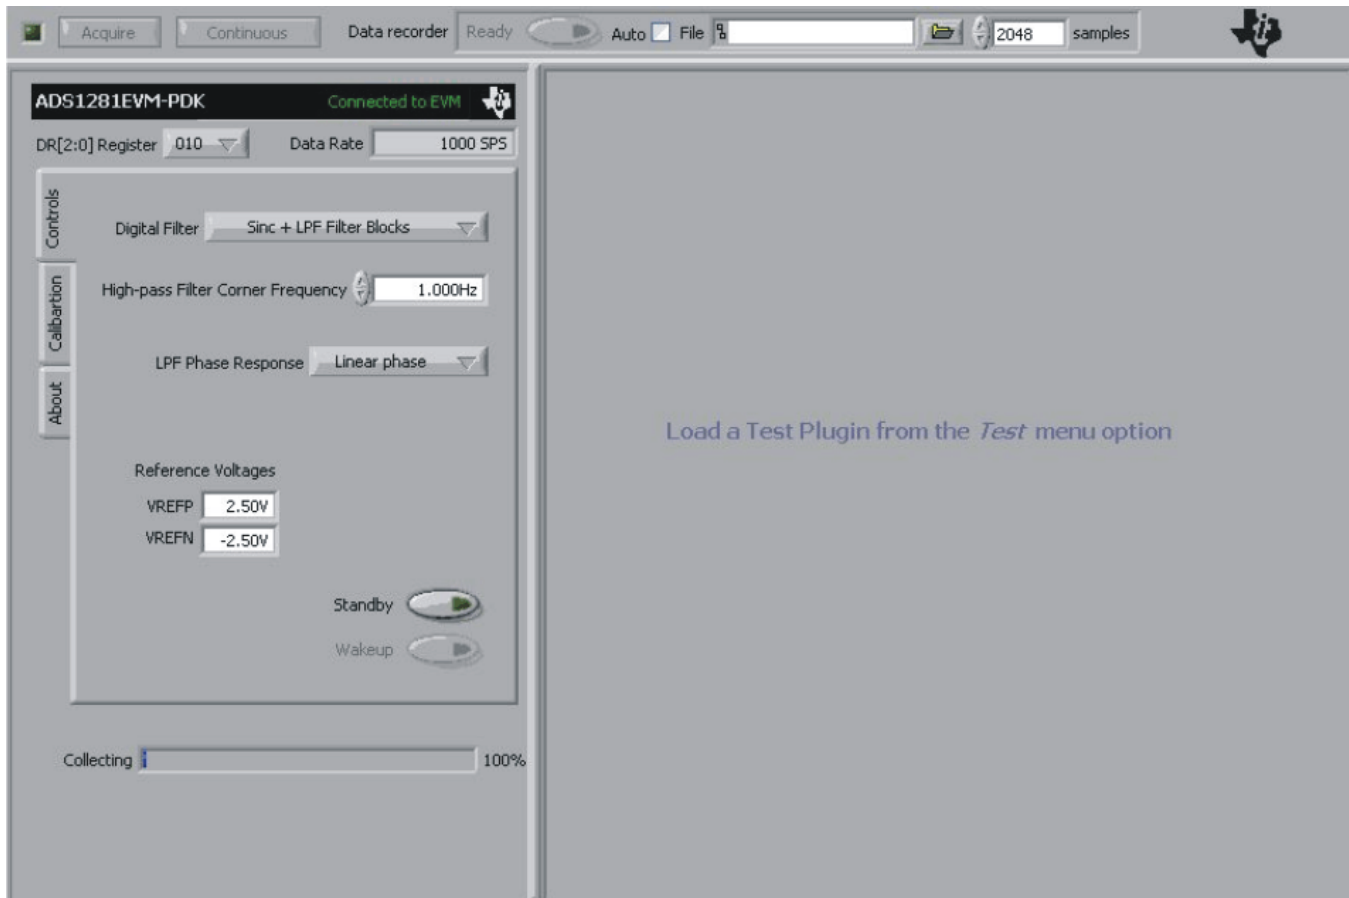 Acquire Continuous Data recorder Ready Auto File 2048 samples
ADS1281EVM-PDK Connected to EVM
DR[2:0] Register 010 Data Rate 1000 SPS
Controls
Calibartion
About
Digital Filter Sinc + LPF Filter Blocks
High-pass Filter Corner Frequency 1.000Hz
LPF Phase Response Linear phase
Reference Voltages
VREFP 2.50V
VREFN -2.50V
Standby
Wakeup
Collecting 100%
Load a Test Plugin from the Test menu option